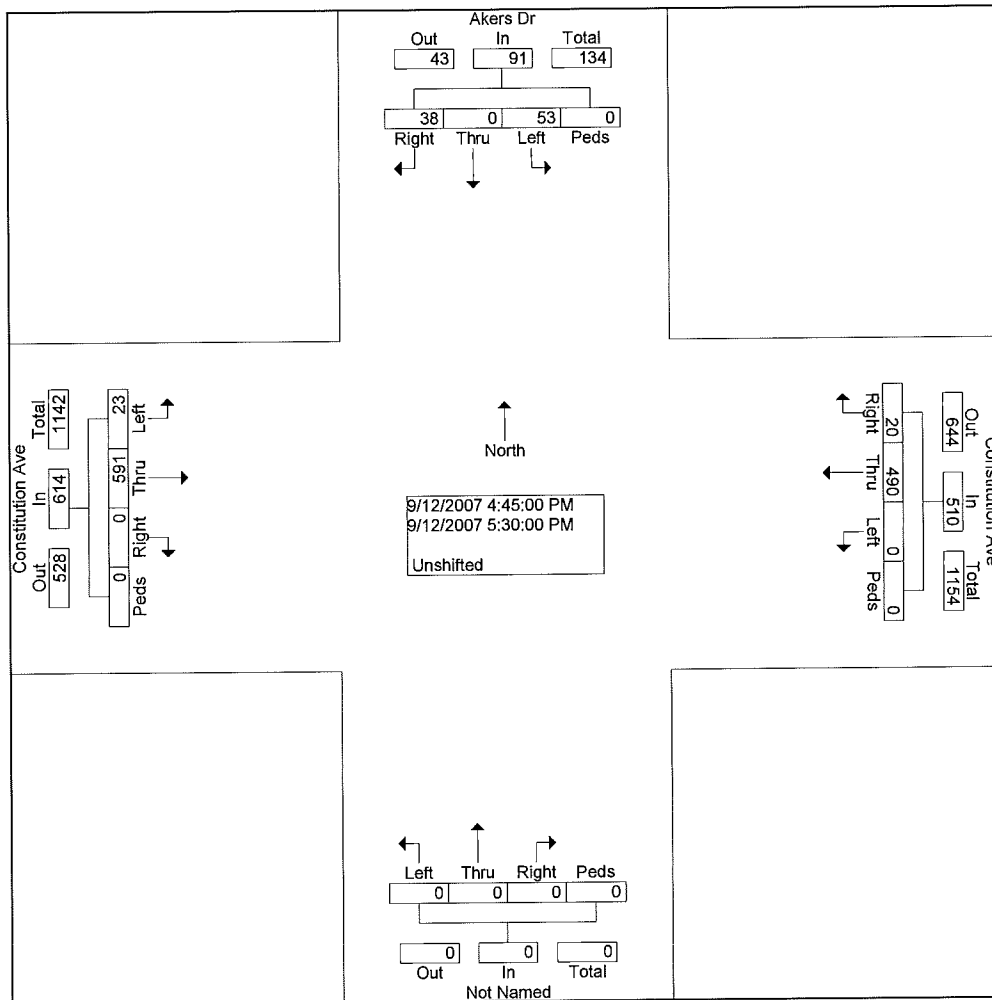 Akers Dr
Out In Total
43 91 134
38 0 53 0
Right Thru Left Peds
Constitution Ave
Total In Out
1142 614 528
23 591 0 0
Left Thru Right Peds
North
9/12/2007 4:45:00 PM
9/12/2007 5:30:00 PM
Unshifted
Right Thru Left Peds
20 490 0 0
Out In Total
644 510 1154
Constitution Ave
Left Thru Right Peds
0 0 0 0
0 0 0
Out In Total
Not Named